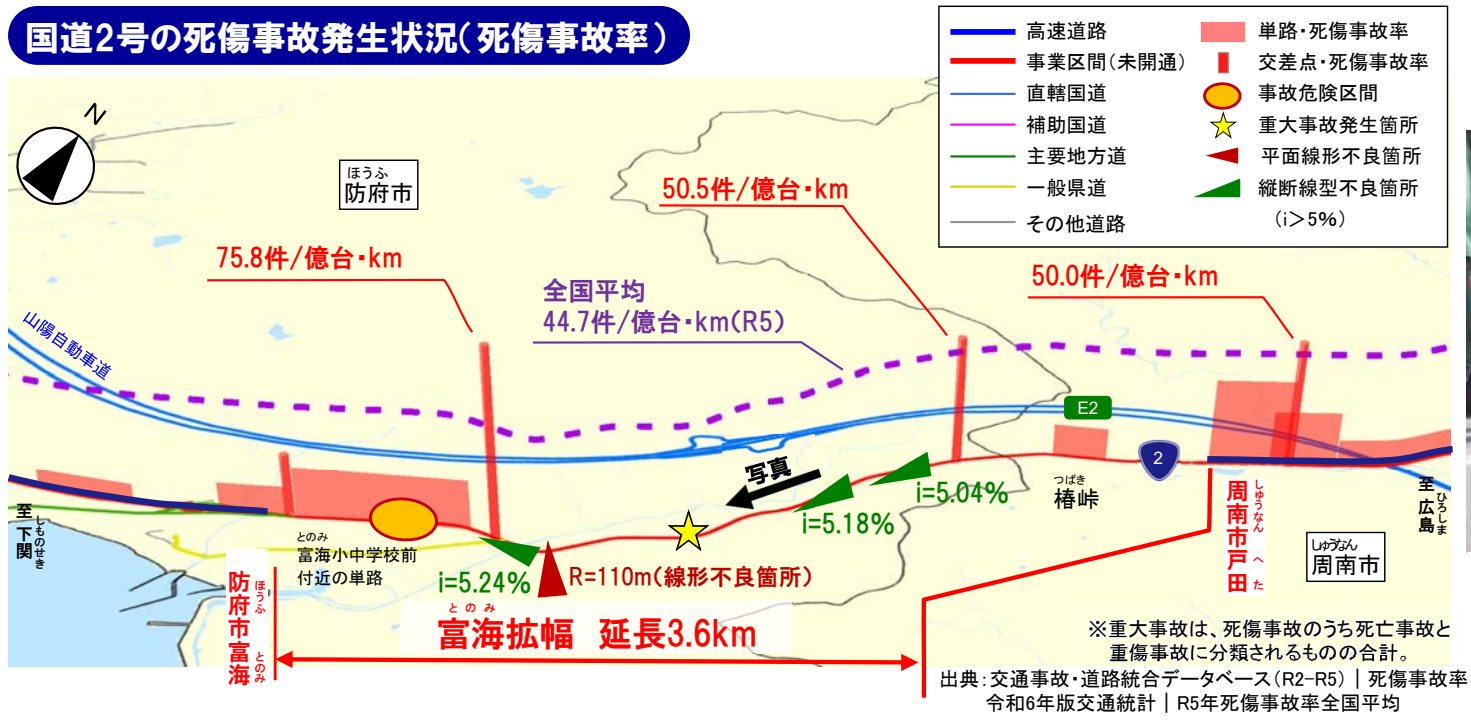 国道2号の死傷事故発生状況(死傷事故率)
高速道路
事業区間(未開通)
直轄国道
補助国道
主要地方道
一般県道
その他道路
単路・死傷事故率
交差点・死傷事故率
事故危険区間
重大事故発生箇所
平面線形不良箇所
縦断線型不良箇所
(i>5%)
N
ほうふ
防府市
50.5件/億台・km
75.8件/億台・km
50.0件/億台・km
全国平均
44.7件/億台・km(R5)
山陽自動車道
E2
2
写真
i=5.04%
i=5.18%
つばき
椿峠
至下関
しものせき
至広島
ひろしま
とのみ
富海小中学校前
付近の単路
i=5.24%
R=110m(線形不良箇所)
防府市富海
ほうふ とのみ
周南市戸田
しゅうなん へた
しゅうなん
周南市
とのみ
富海拡幅 延長3.6km
※重大事故は、死傷事故のうち死亡事故と
重傷事故に分類されるものの合計。
出典:交通事故・道路統合データベース(R2-R5)|死傷事故率
令和6年版交通統計|R5年死傷事故率全国平均